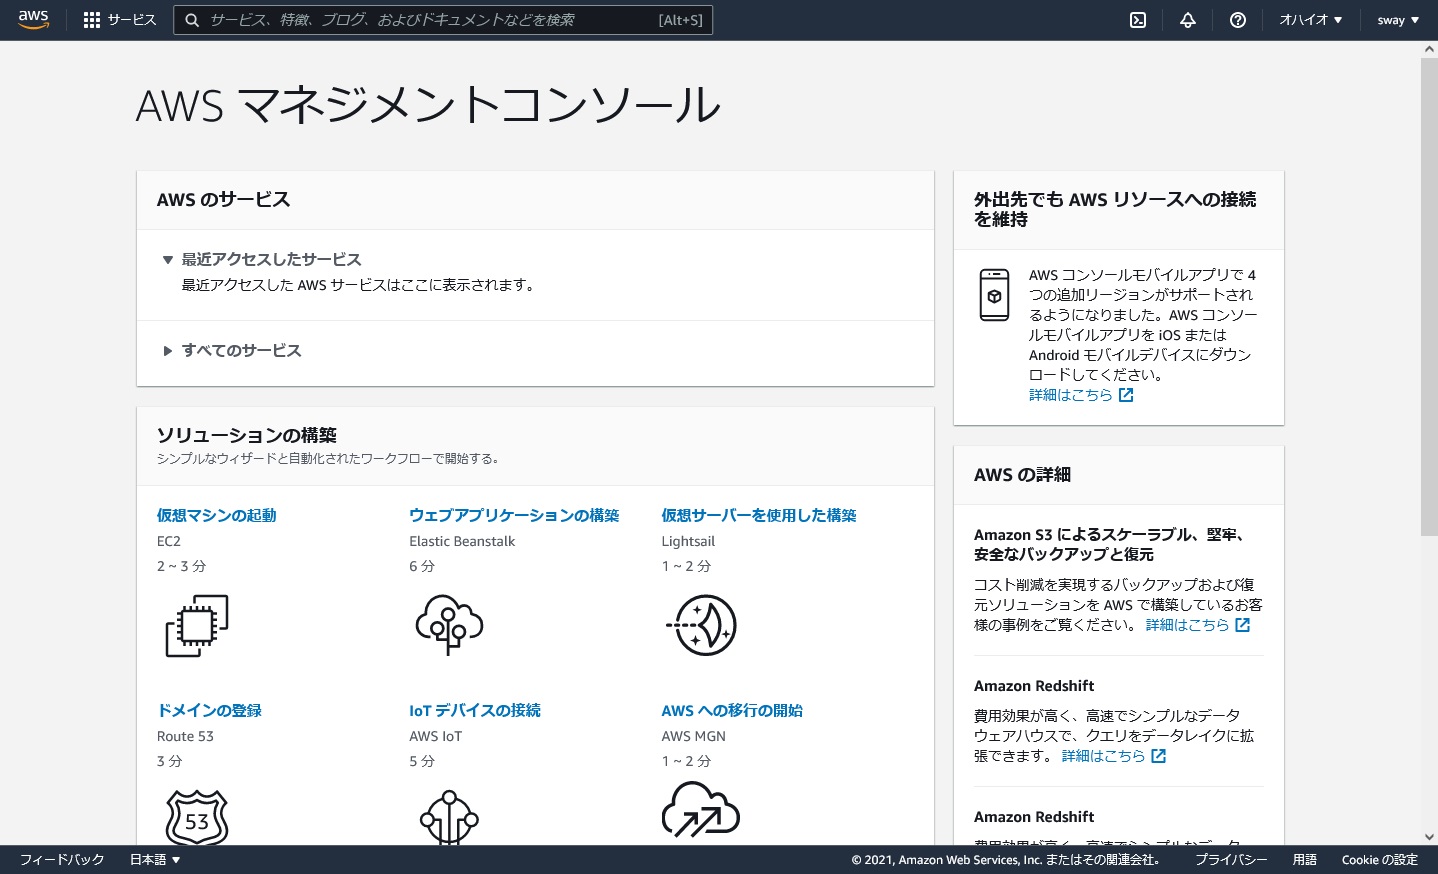 aws
サービス
サービス、特徴、ブログ、およびドキュメントなどを検索
[Alt+S]
オハイオ ▼
sway ▼
AWS マネジメントコンソール
AWS のサービス
▼ 最近アクセスしたサービス
最近アクセスした AWS サービスはここに表示されます。
▶ すべてのサービス
ソリューションの構築
シンプルなウィザードと自動化されたワークフローで開始する。
仮想マシンの起動
EC2
2 ~ 3 分
ウェブアプリケーションの構築
Elastic Beanstalk
6 分
仮想サーバーを使用した構築
Lightsail
1 ~ 2 分
ドメインの登録
Route 53
3 分
53
IoT デバイスの接続
AWS IoT
5 分
AWS への移行の開始
AWS MGN
1 ~ 2 分
外出先でも AWS リソースへの接続
を維持
AWS コンソールモバイルアプリで 4
つの追加リージョンがサポートされ
るようになりました。AWS コンソー
ルモバイルアプリを iOS または
Android モバイルデバイスにダウン
ロードしてください。
詳細はこちら
AWS の詳細
Amazon S3 によるスケーラブル、堅牢、
安全なバックアップと復元
コスト削減を実現するバックアップおよび復
元ソリューションを AWS で構築しているお客
様の事例をご覧ください。 詳細はこちら
Amazon Redshift
費用効果が高く、高速でシンプルなデータ
ウェアハウスで、クエリをデータレイクに拡
張できます。 詳細はこちら
Amazon Redshift
費用効果が高く、高速でシンプルなデータ
フィードバック
日本語 ▼
© 2021, Amazon Web Services, Inc. またはその関連会社。
プライバシー
用語
Cookie の設定